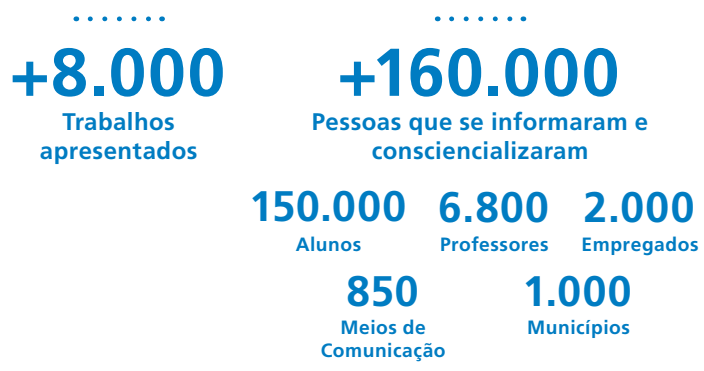 +8.000
Trabalhos
apresentados
+160.000
Pessoas que se informaram e
consciencializaram
150.000
Alunos
6.800
Professores
2.000
Empregados
850
Meios de
Comunicação
1.000
Municípios